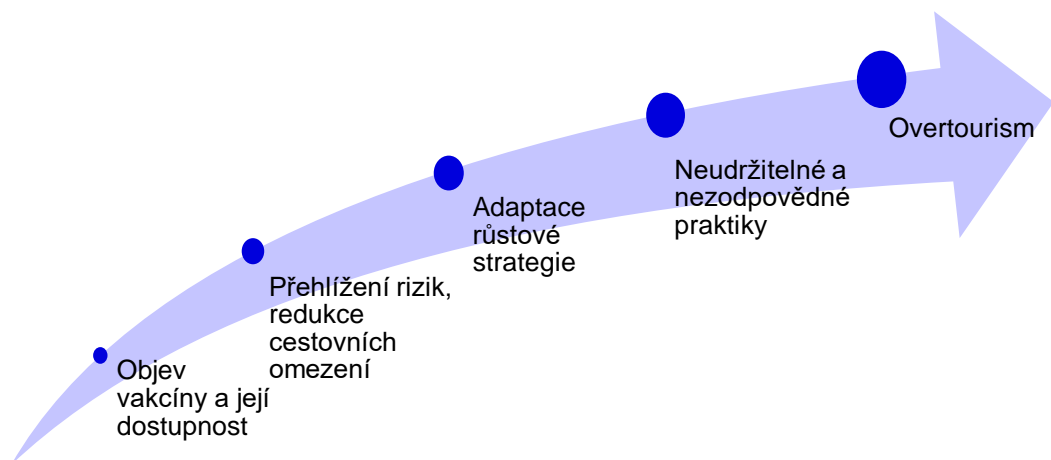 Objev
vakcíny a její
dostupnost
Přehlížení rizik,
redukce
cestovních
omezení
Adaptace
růstové
strategie
Neudržitelné a
nezodpovědné
praktiky
Overtourism